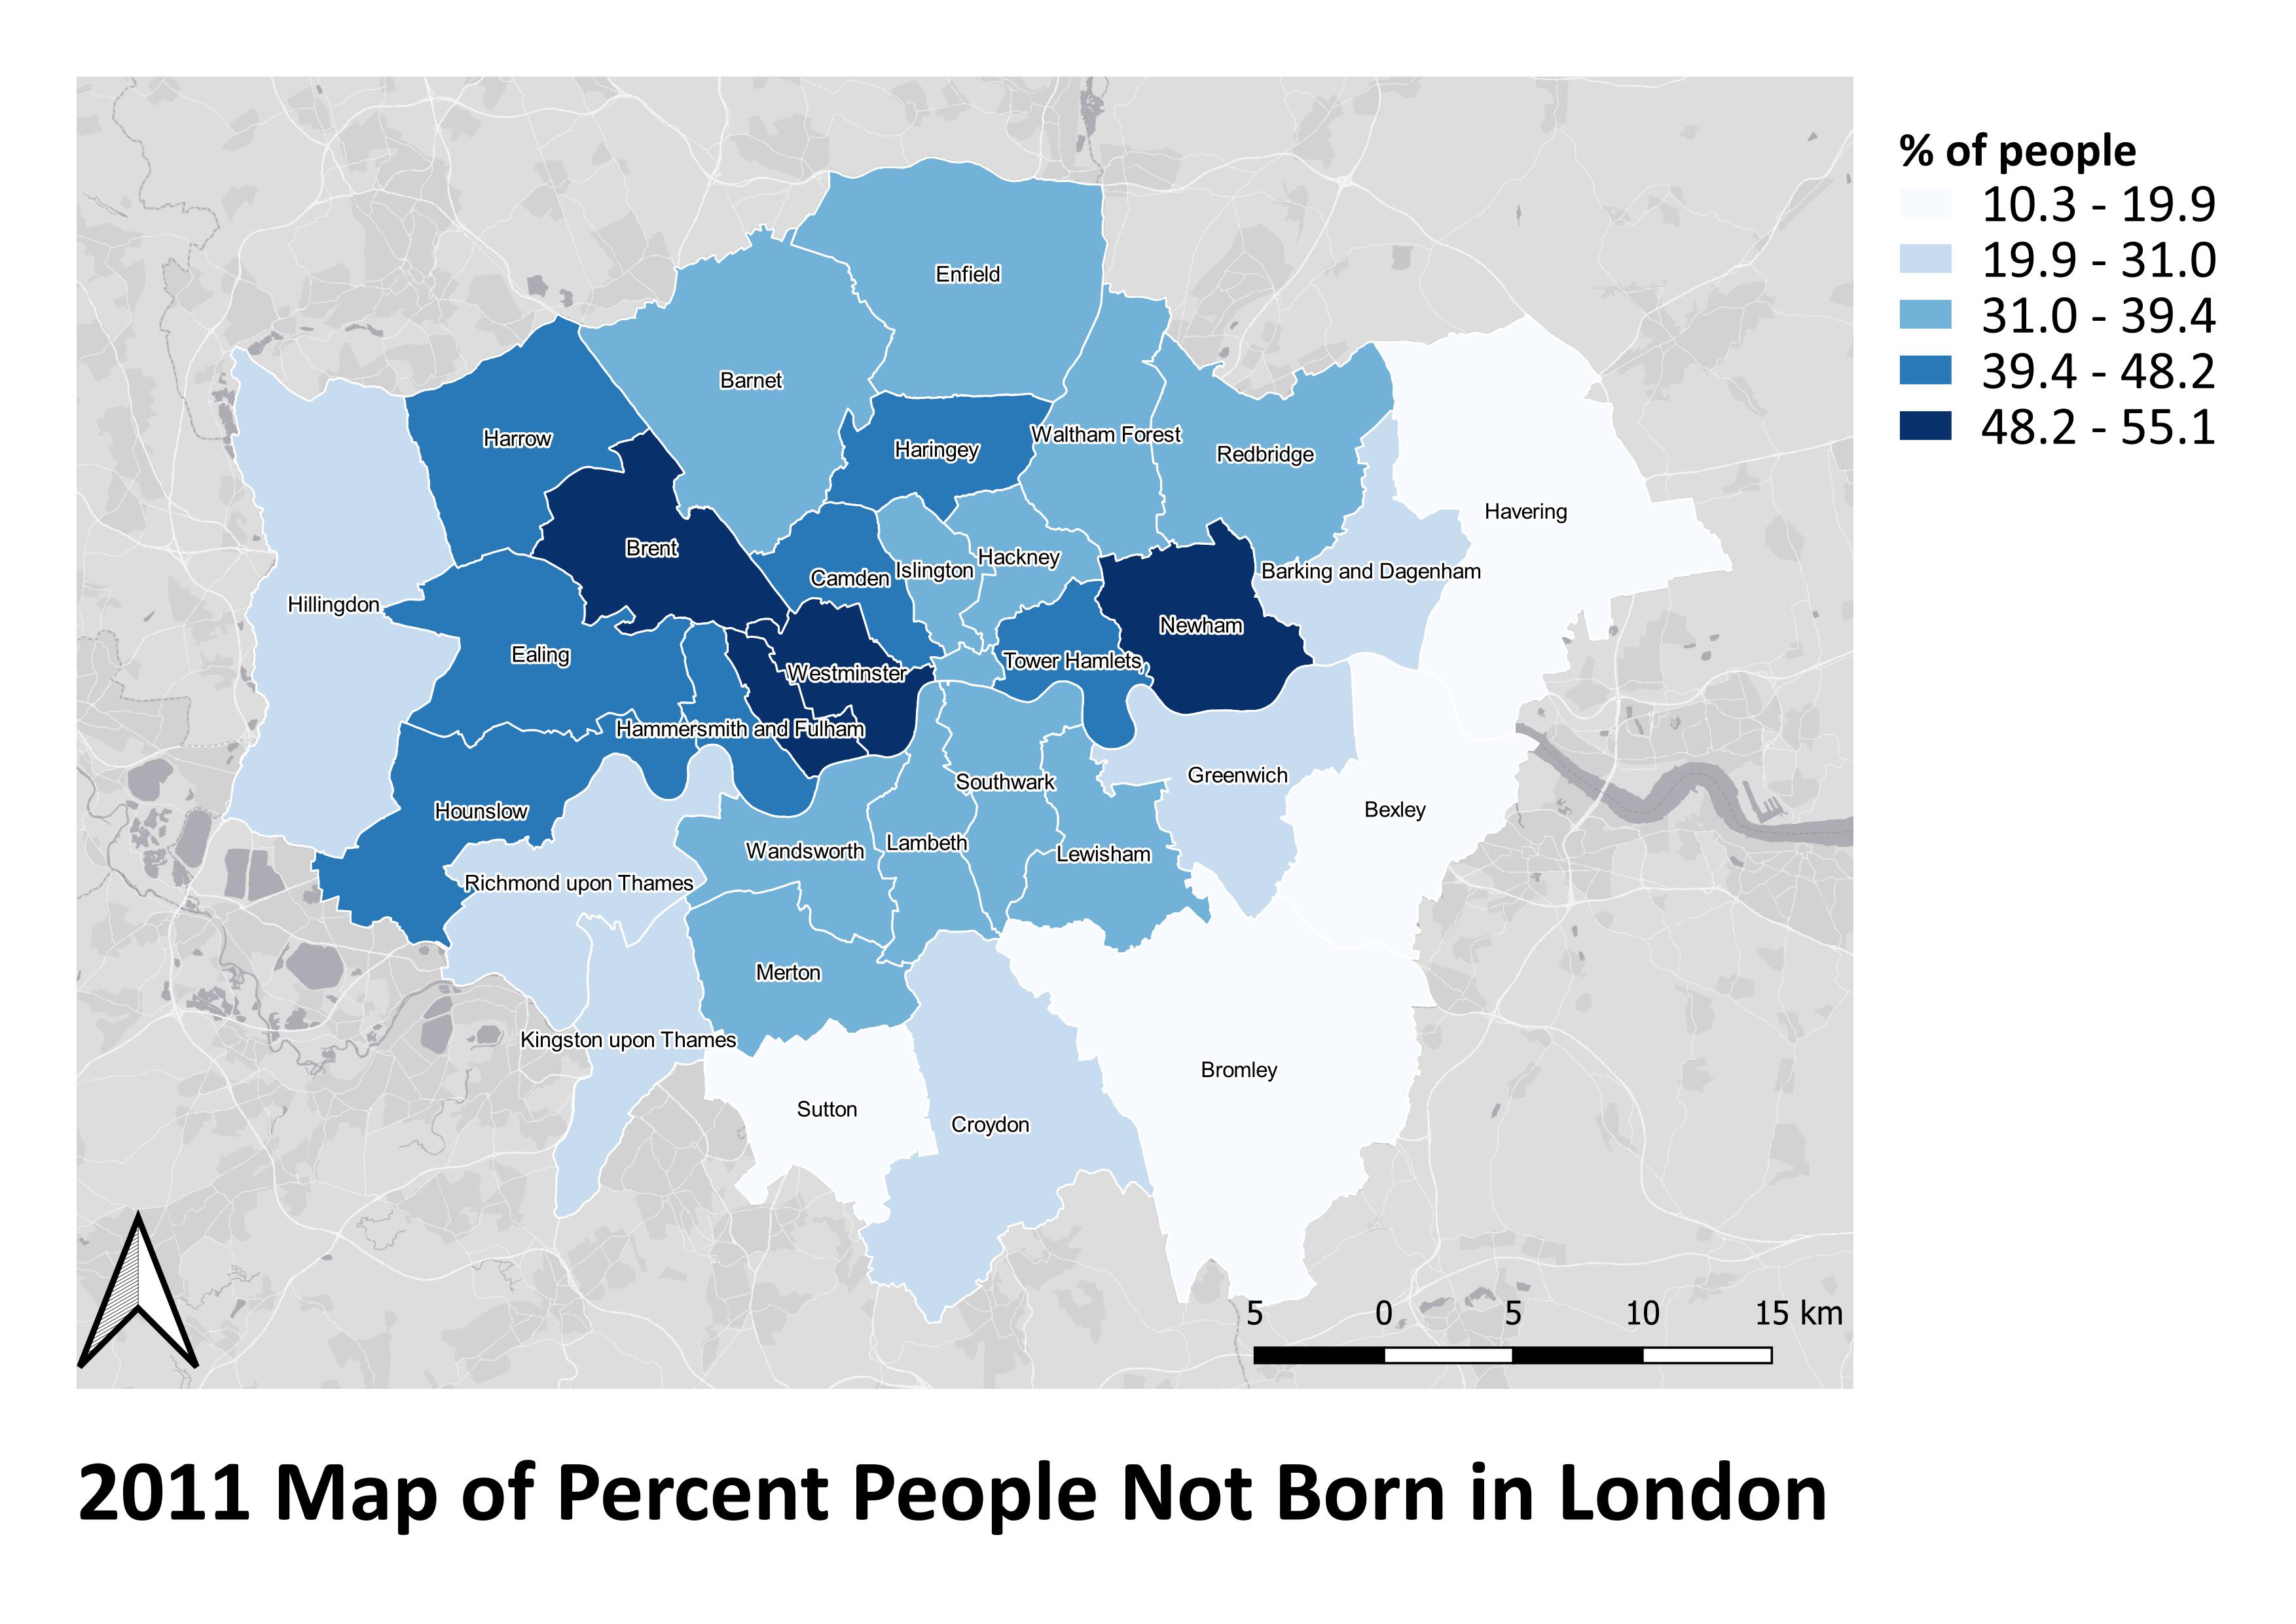 % of people
10.3 - 19.9
19.9 - 31.0
31.0 - 39.4
39.4 - 48.2
48.2 - 55.1
Enfield
Barnet
Harrow
Haringey
Waltham Forest
Redbridge
Havering
Brent
Camden
Islington
Hackney
Barking and Dagenham
Hillingdon
Newham
Ealing
Westminster
Tower Hamlets
Hammersmith and Fulham
Southwark
Greenwich
Hounslow
Bexley
Wandsworth
Lambeth
Lewisham
Richmond upon Thames
Merton
Kingston upon Thames
Bromley
Sutton
Croydon
5 0 5 10 15 km
2011 Map of Percent People Not Born in London